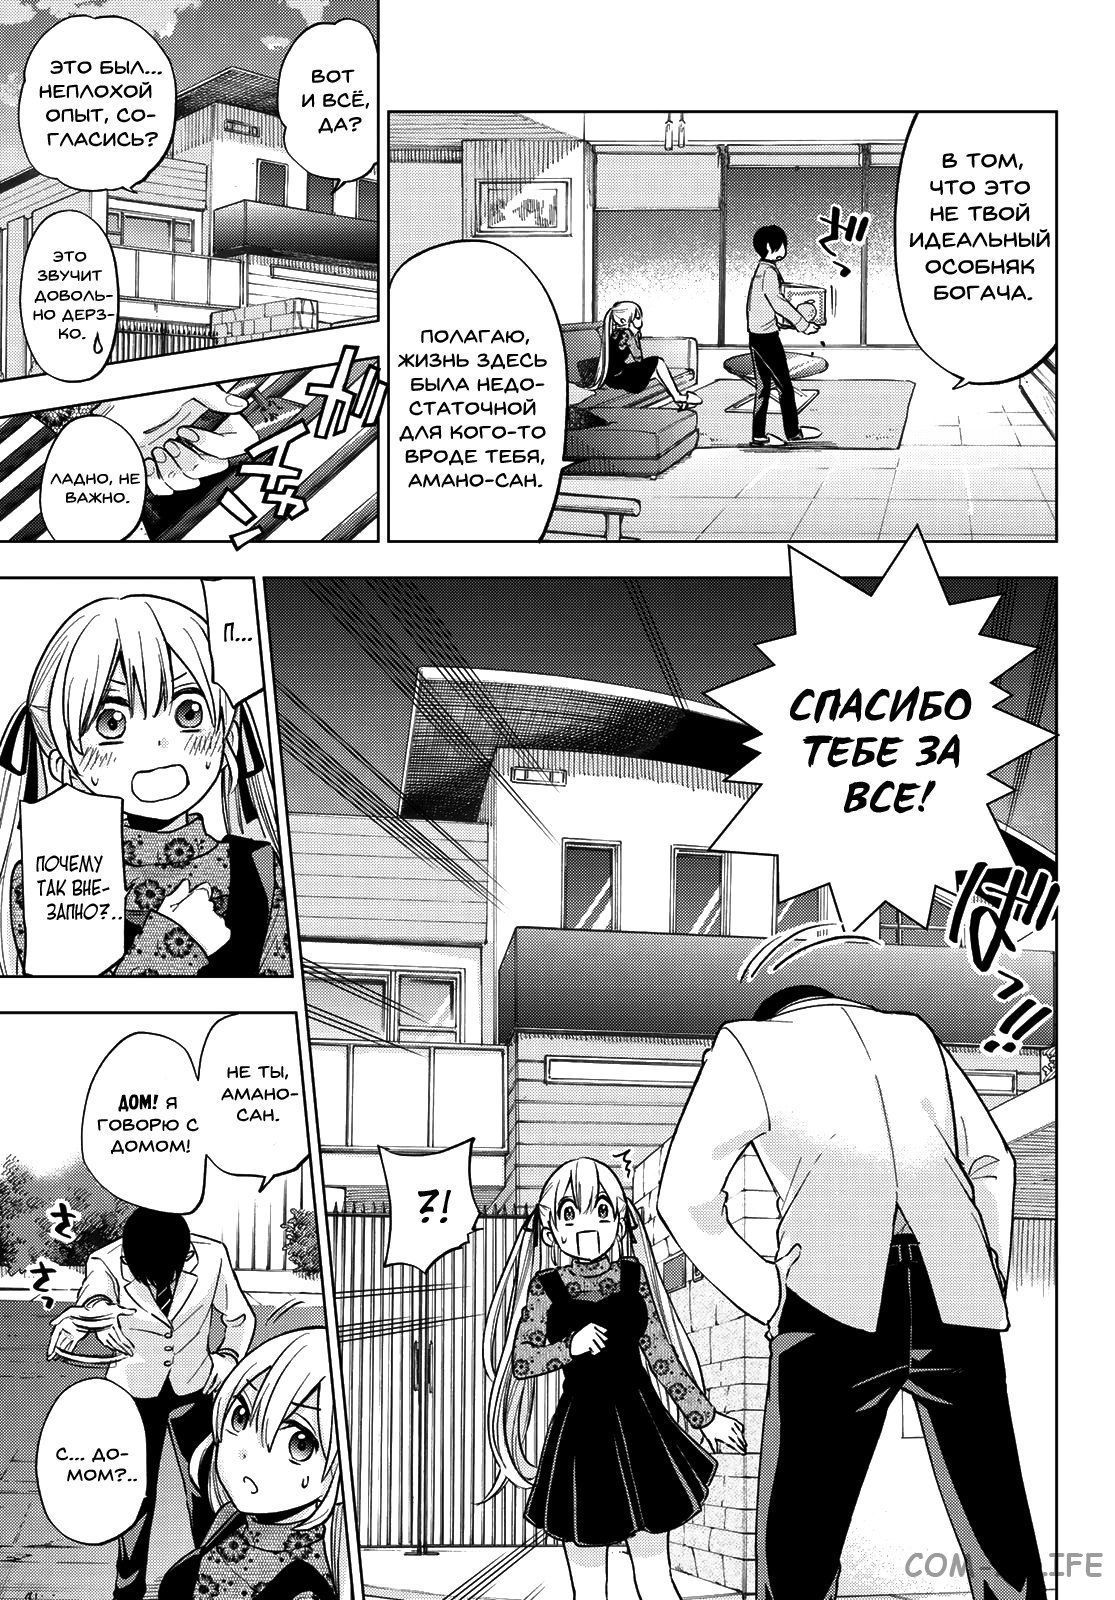 В ТОМ,
ЧТО ЭТО
НЕ ТВОЙ
ИДЕАЛЬНЫЙ
ОСОБНЯК
БОГАЧА.
ПОЛАГАЮ,
ЖИЗНЬ ЗДЕСЬ
БЫЛА НЕДО-
СТАТОЧНОЙ
ДЛЯ КОГО-ТО
ВРОДЕ ТЕБЯ,
АМАНО-САН.
ВОТ
И ВСЁ,
ДА?
ЭТО БЫЛ...
НЕПЛОХОЙ
ОПЫТ, СО-
ГЛАСИСЬ?
ЭТО
ЗВУЧИТ
ДОВОЛЬ-
НО ДЕРЗ-
КО.
ЛАДНО, НЕ
ВАЖНО.
СПАСИБО
ТЕБЕ ЗА
ВСЕ!
?!
П...
ПОЧЕМУ
ТАК ВНЕ-
ЗАПНО?..
НЕ ТЫ,
АМАНО-
САН.
ДОМ! Я
ГОВОРЮ С
ДОМОМ!
С... ДО-
МОМ?..